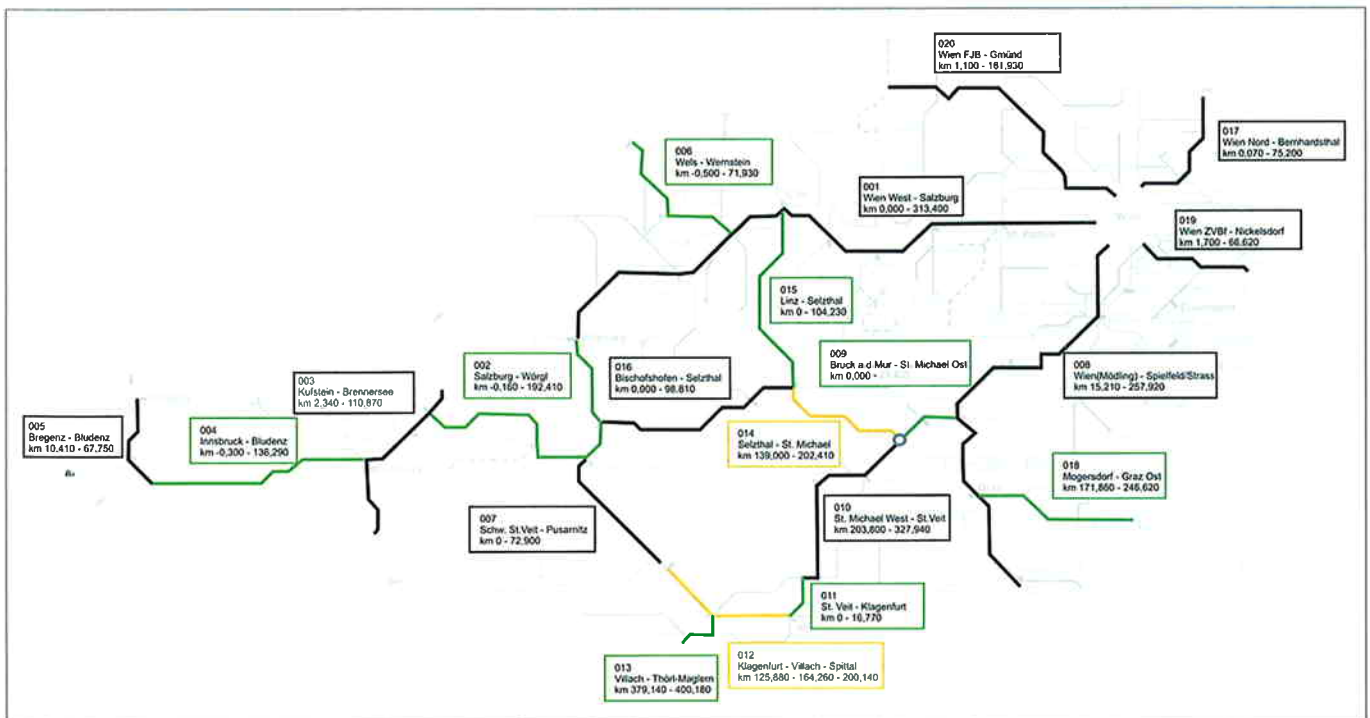 020
Wien FJB - Gmünd
km 1,100 - 161,930
017
Wien Nord - Bernhardsthal
km 0,070 - 75,200
006
Wels - Wernstein
km -0,500 - 71,930
001
Wien West - Salzburg
km 0,000 - 313,400
019
Wien ZVBf - Nickelsdorf
km 1,700 - 66,620
015
Linz - Selzthal
km 0 - 104,230
009
Bruck a.d Mur - St. Michael Ost
km 0,000 -
008
Wien(Mödling) - Spielfeld/Strass
km 15,210 - 257,920
002
Salzburg - Wörgl
km -0,160 - 192,410
016
Bischofshofen - Selzthal
km 0,000 - 98,810
003
Kufstein - Brennersee
km 2,340 - 110,870
005
Bregenz - Bludenz
km 10,410 - 67,750
004
Innsbruck - Bludenz
km -0,300 - 136,290
014
Selzthal - St. Michael
km 139,000 - 202,410
018
Mogersdorf - Graz Ost
km 171,860 - 246,620
007
Schw. St.Veit - Pusarnitz
km 0 - 72,900
010
St. Michael West - St.Veit
km 203,800 - 327,940
011
St. Veit - Klagenfurt
km 0 - 16,770
012
Klagenfurt - Villach - Spittal
km 125,880 - 164,260 - 200,140
013
Villach - Thörl-Maglern
km 379,140 - 400,180